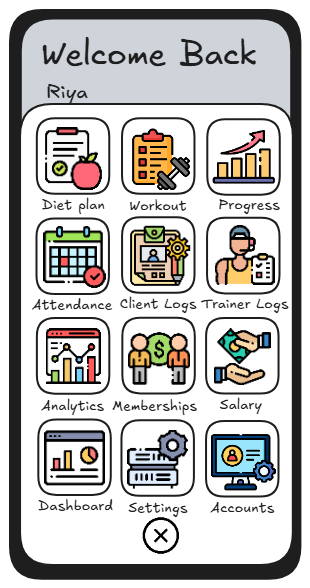 Welcome Back
Riya
Diet plan Workout Progress
Attendance Client Logs Trainer Logs
$
Analytics Memberships Salary
Dashboard Settings Accounts